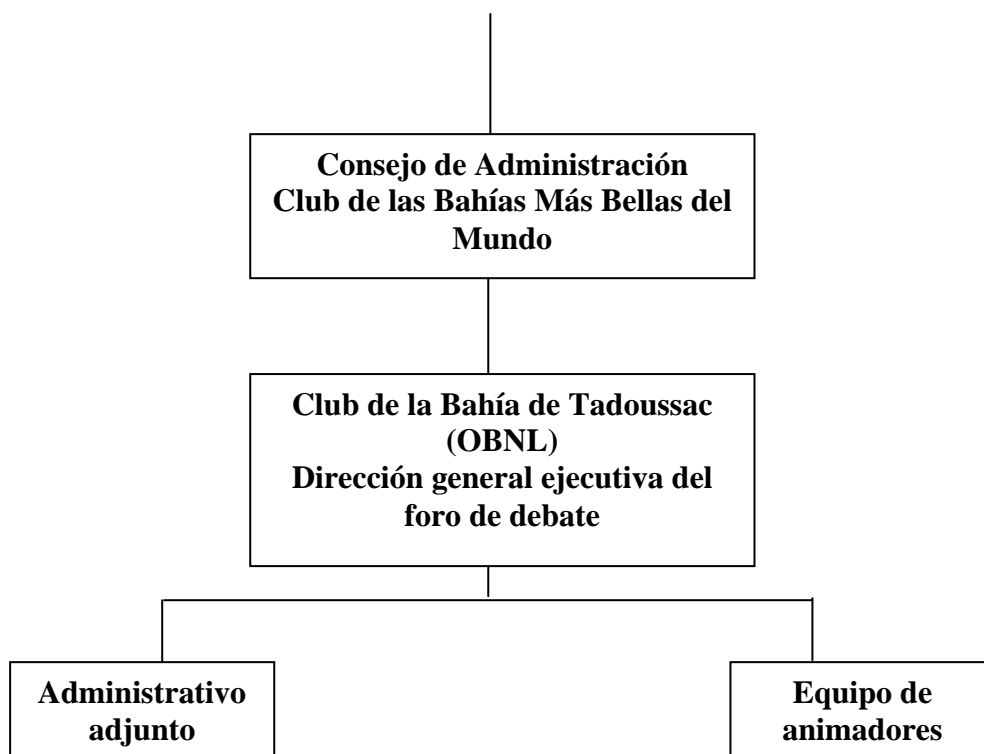 Consejo de Administración
Club de las Bahías Más Bellas del
Mundo
Club de la Bahía de Tadoussac
(OBNL)
Dirección general ejecutiva del
foro de debate
Administrativo
adjunto
Equipo de
animadores